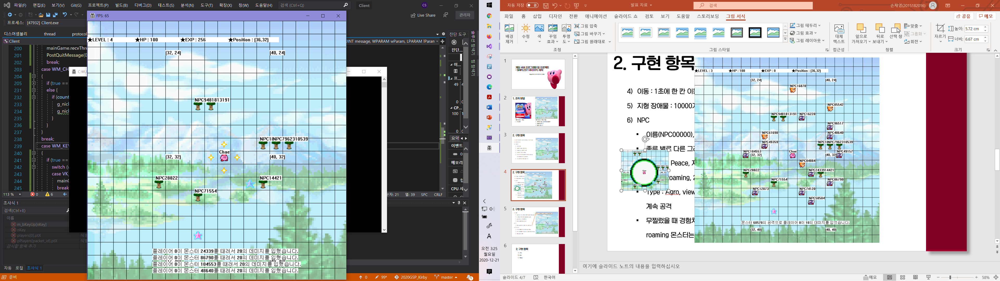 파일(F) 편집(E) 보기(V) Git(G) 프로젝트(P) 빌드(B) 디버그(D) 테스트(S) 분석(N) 도구(T) 확장(X) 창(W) 도움말(H) 검색 (Ctrl+Q) Client CS
Live Share 관리자
프로세스: [47932] Client.exe
디스어셈블리 thread protocol
Client
UINT message, WPARAM wParam, LPARAM lParam
200 mainGame.recvThre
201 PostQuitMessage(0
202 break;
203 case WM_CH
204 {
205 if (true ==
231 else {
232 if (count
233 g_nick
234 g_nick
235 }
236 }
237 }
238 break;
239 case WM_KEY
240 {
241 if (true ==
242 switch (w
243 case VK_
244 mainG
245 break
113 % 0 6
열: 39 SPC CRLF
조사식 1
검색(Ctrl+E)
이름
m_bKeyUp[nKey]
nKey
players[0].ptX
pPlayers[packet_id].ptX
감시할 항목 추가
자동 로컬 조사식 1
준비
0 99* 2020GSP_Kirby master 1
FPS: 65
★LEVEL : 4 ★HP : 100 ★EXP : 256 ★Position : (36,32)
(32, 24) (40, 24)
NPC9481813191
NPC18NPC7962310539
Chae
(32, 32) (40, 32)
NPC28822 NPC14421
NPC71554
플레이어 0이 몬스터 24339를 때려서 20의 데미지를 입혔습니다.
플레이어 0이 몬스터 86790를 때려서 20의 데미지를 입혔습니다.
플레이어 0이 몬스터 104553를 때려서 20의 데미지를 입혔습니다.
플레이어 0이 몬스터 48640를 때려서 20의 데미지를 입혔습니다.
진단 도구
진단...
이...
프...
49 4
0 0
CP...
100 1
0 0
요약
이벤트
메모리
CPU 사
솔루션 탐색기
팀 탐색기
오전 3:25
월요일
2020-12-21
자동 저장 끔 발표 자료 검색 손채영(2015182016)
파일 홈 삽입 디자인 전환 애니메이션 슬라이드 쇼 검토 보기 도움말 스토리보딩 그림 서식 공유 메모
배경 제거 수정 색 꾸밈 효과 투명도
그림 압축
그림 바꾸기
그림 원래대로
조정
그림 스타일
그림 테두리
그림 효과
그림 레이아웃
대체 텍스트
접근성
앞으로 가져오기 뒤로 보내기 선택 창
맞춤
그룹화
회전
정렬
자르기
높이: 5.72 cm
너비: 6.67 cm
크기
1
게임 서버 프로그래밍 텀 프로젝트
: SIMPLEST MMORPG 제작
2
1. 조작 방법
3
2. 구현 항목
4
2. 구현 항목
5
2. 구현 항목
6
2. 구현 항목
2. 구현 항목
4) 이동 : 1초에 한 칸 이동
5) 지형 장애물 : 10000개
6) NPC
이름(NPC00000),
종류 별로 다른 그래
Peace, 지
Roaming, 2
Type : Agro, view
계속 공격
무찔렀을 때 경험치
roaming 몬스터는
★LEVEL : 3 ★HP : 100 ★EXP : 0 ★Position : (36,32)
(32, 24) (40, 24)
NPC16878
NPC85542
NPC9481813191 NPC16228
NPC96517
NPC61698 NPC48640
NPC49359 NPC18NPC7962310539
NPC104553 Chae NPC49157
(32, 32) (40, 32)
NPC84884
NPC28822 NPC2433914421
NPC71554 NPC86790
NPC12073 NPC74120
NPC58504
몬스터 60570의 공격으로 플레이어 0이 10의 데미지를 입었습니다.
(32, 40) (40, 40)
여기에 슬라이드 노트의 내용을 입력하십시오
슬라이드 4/7 한국어 메모 58%